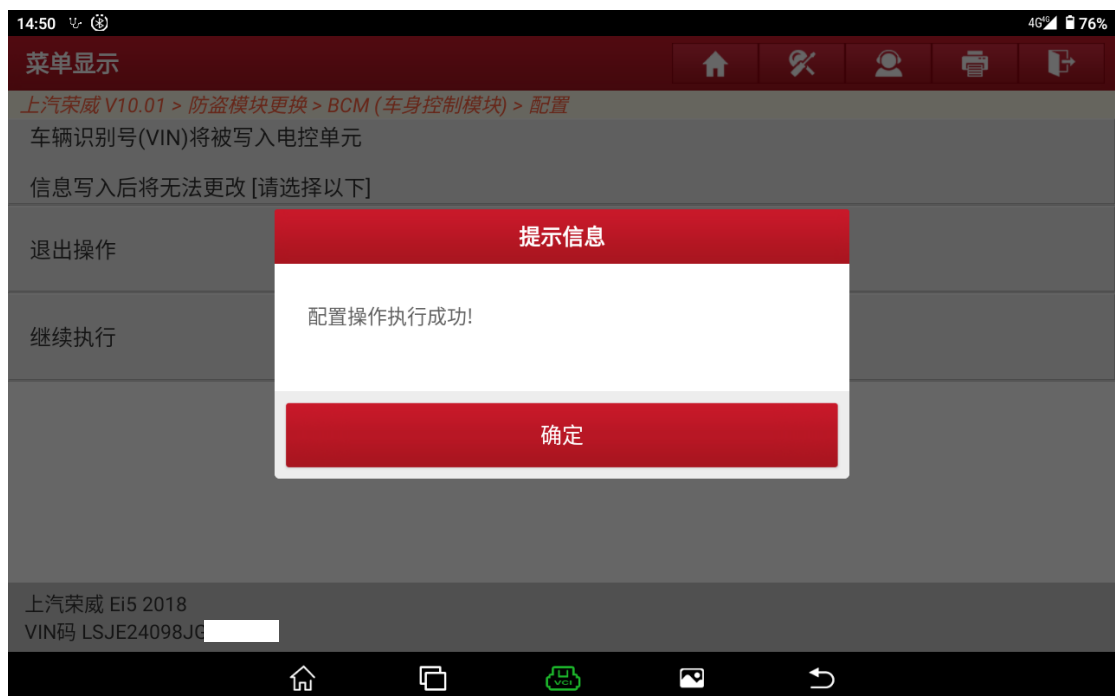 14:50
4G 4G 76%
菜单显示
上汽荣威 V10.01 > 防盗模块更换 > BCM (车身控制模块) > 配置
车辆识别号(VIN)将被写入电控单元
信息写入后将无法更改 [请选择以下]
提示信息
退出操作
配置操作执行成功!
继续执行
确定
上汽荣威 Ei5 2018
VIN码 LSJE24098JG
VCI